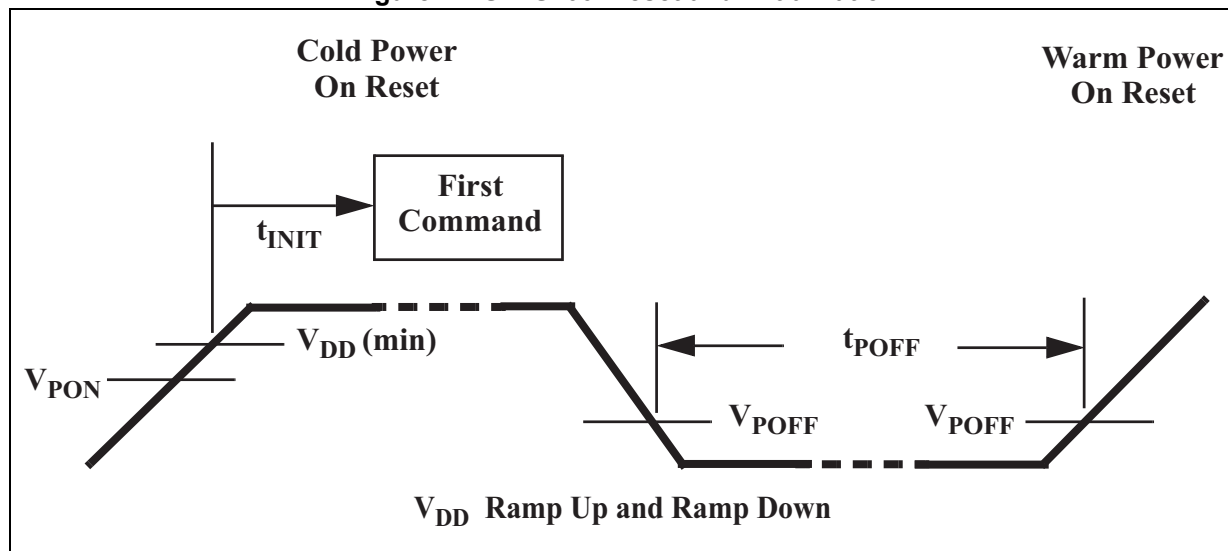 Cold Power
On Reset
Warm Power
On Reset
First
Command
tINIT
VDD (min)
VPON
tPOFF
VPOFF
VPOFF
VDD Ramp Up and Ramp Down